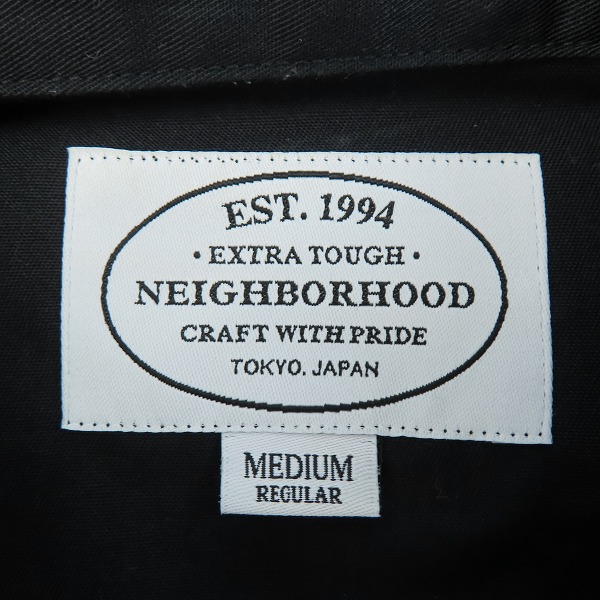 EST. 1994
· EXTRA TOUGH ·
NEIGHBORHOOD
CRAFT WITH PRIDE
TOKYO. JAPAN
MEDIUM
REGULAR